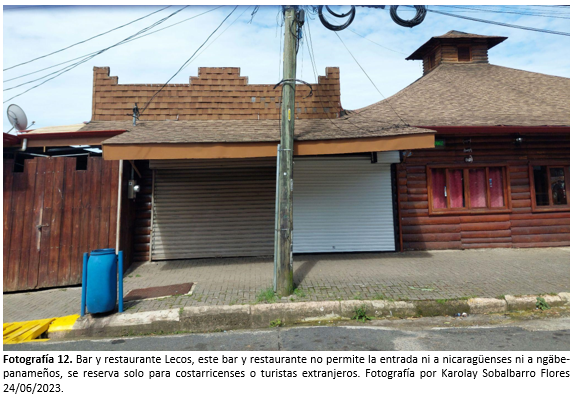 Fotografía 12. Bar y restaurante Lecos, este bar y restaurante no permite la entrada ni a nicaragüenses ni a ngäbe-
panameños, se reserva solo para costarricenses o turistas extranjeros. Fotografía por Karolay Sobalbarro Flores
24/06/2023.